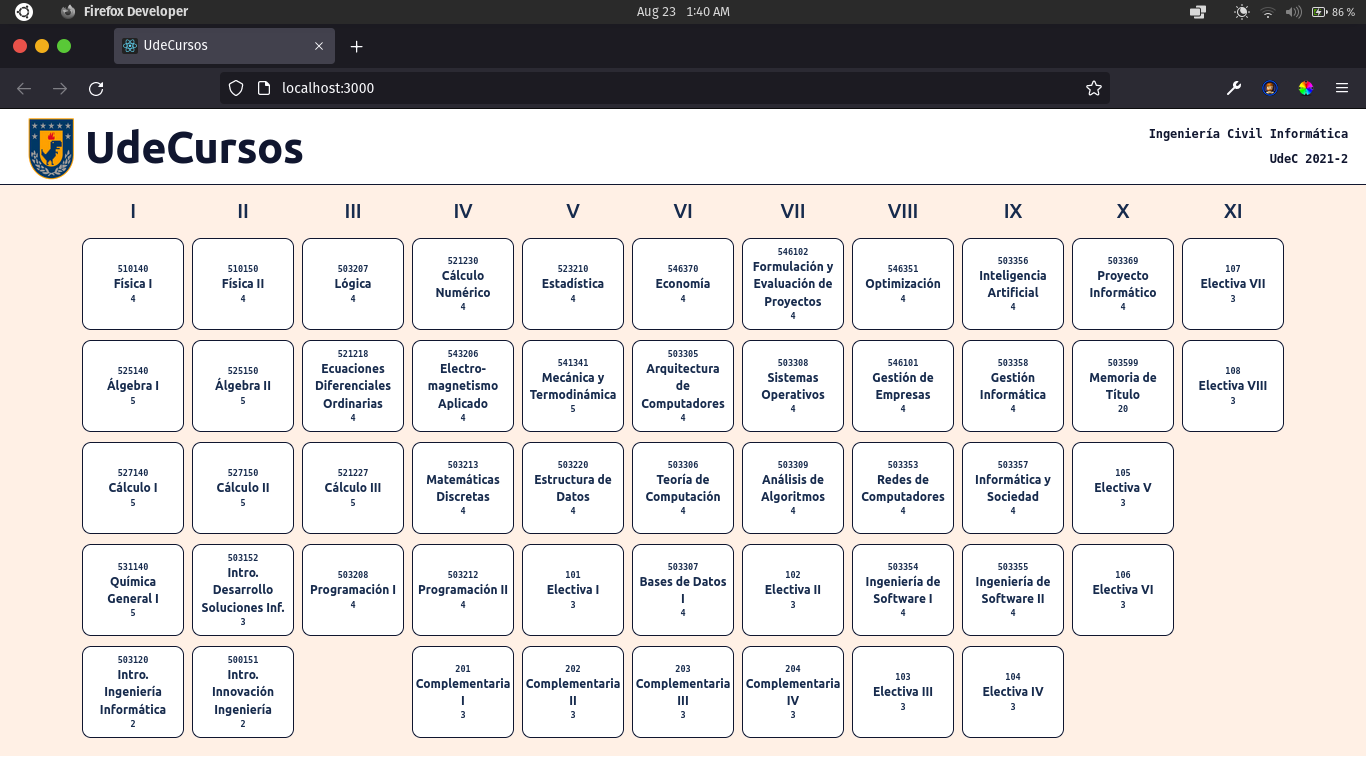 Firefox Developer
Aug 23 1:40 AM
86 %
UdeCursos
localhost:3000
UdeCursos
Ingeniería Civil Informática
UdeC 2021-2
I II III IV V VI VII VIII IX X XI
510140
Física I
4
510150
Física II
4
503207
Lógica
4
521230
Cálculo
Numérico
4
523210
Estadística
4
546370
Economía
4
546102
Formulación y
Evaluación de
Proyectos
4
546351
Optimización
4
503356
Inteligencia
Artificial
4
503369
Proyecto
Informático
4
107
Electiva VII
3
525140
Álgebra I
5
525150
Álgebra II
5
521218
Ecuaciones
Diferenciales
Ordinarias
4
543206
Electro-
magnetismo
Aplicado
4
541341
Mecánica y
Termodinámica
5
503305
Arquitectura
de
Computadores
4
503308
Sistemas
Operativos
4
546101
Gestión de
Empresas
4
503358
Gestión
Informática
4
503599
Memoria de
Título
20
108
Electiva VIII
3
527140
Cálculo I
5
527150
Cálculo II
5
521227
Cálculo III
5
503213
Matemáticas
Discretas
4
503220
Estructura de
Datos
4
503306
Teoría de
Computación
4
503309
Análisis de
Algoritmos
4
503353
Redes de
Computadores
4
503357
Informática y
Sociedad
4
105
Electiva V
3
531140
Química
General I
5
503152
Intro.
Desarrollo
Soluciones Inf.
3
503208
Programación I
4
503212
Programación II
4
101
Electiva I
3
503307
Bases de Datos
I
4
102
Electiva II
3
503354
Ingeniería de
Software I
4
503355
Ingeniería de
Software II
4
106
Electiva VI
3
503120
Intro.
Ingeniería
Informática
2
500151
Intro.
Innovación
Ingeniería
2
201
Complementaria
I
3
202
Complementaria
II
3
203
Complementaria
III
3
204
Complementaria
IV
3
103
Electiva III
3
104
Electiva IV
3